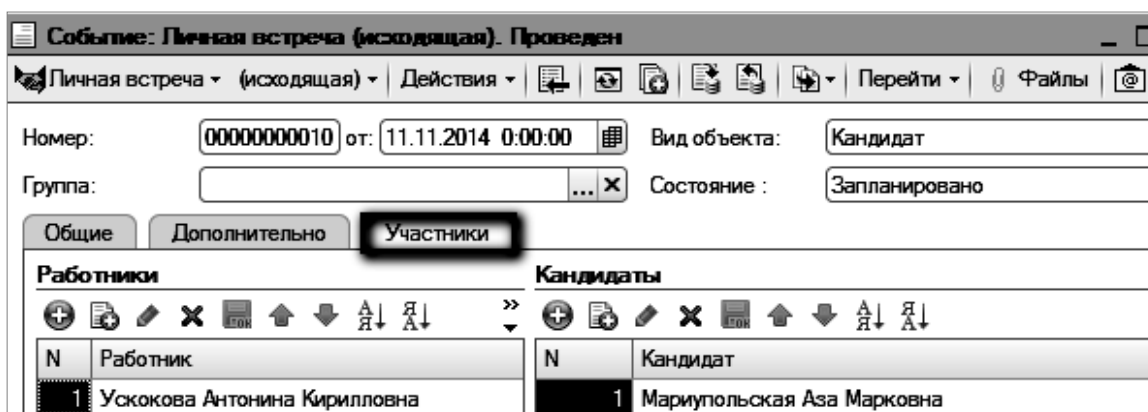 Событие: Личная встреча (исходящая). Проведен
Личная встреча (исходящая) Действия Перейти Файлы
Номер: 00000000010 от: 11.11.2014 0:00:00 Вид объекта: Кандидат
Группа: ... Состояние : Запланировано
Общие Дополнительно Участники
Работники Кандидаты
N Работник N Кандидат
1 Ускокова Антонина Кирилловна 1 Мариупольская Аза Марковна